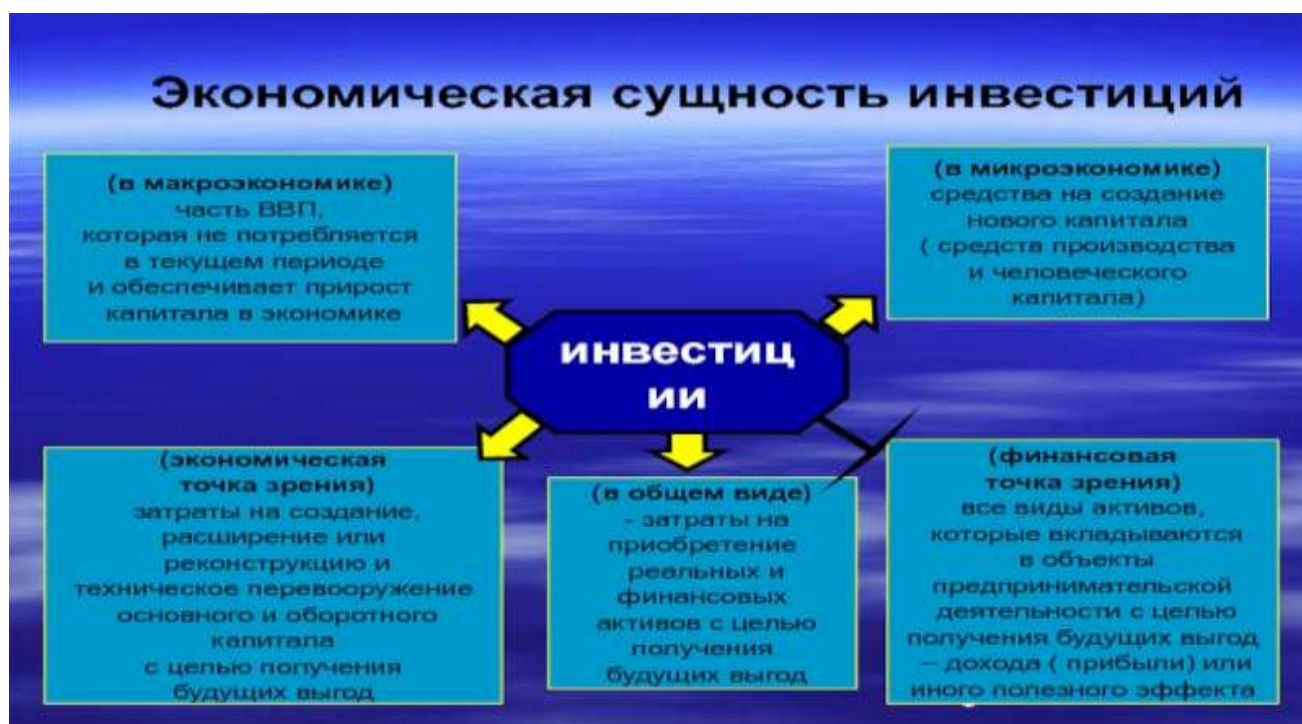 Экономическая сущность инвестиций
(в макроэкономике)
часть ВВП,
которая не потребляется
в текущем периоде
и обеспечивает прирост
капитала в экономике
(в микроэкономике)
средства на создание
нового капитала
( средств производства
и человеческого
капитала)
инвестиц
ии
(экономическая
точка зрения)
затраты на создание,
расширение или
реконструкцию и
техническое перевооружение
основного и оборотного
капитала
с целью получения
будущих выгод
(в общем виде)
- затраты на
приобретение
реальных и
финансовых
активов с целью
получения
будущих выгод
(финансовая
точка зрения)
все виды активов,
которые вкладываются
в объекты
предпринимательской
деятельности с целью
получения будущих выгод
– дохода ( прибыли) или
иного полезного эффекта